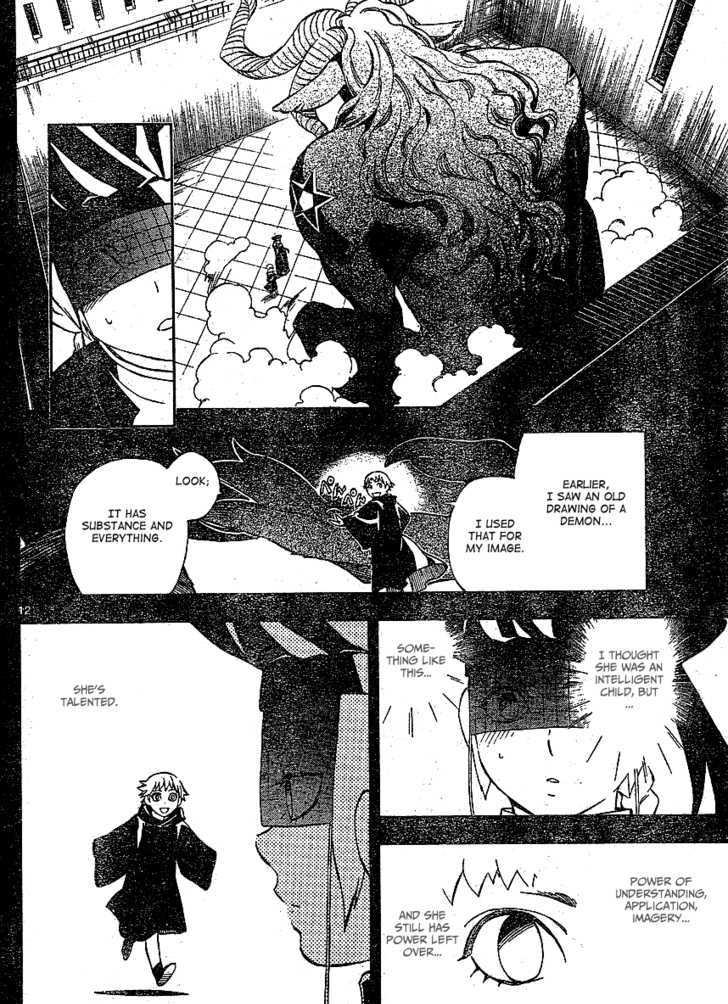 EARLIER,
I SAW AN OLD
DRAWING OF A
DEMON...
I USED
THAT FOR
MY IMAGE.
LOOK;
IT HAS
SUBSTANCE AND
EVERYTHING.
12
I THOUGHT
SHE WAS AN
INTELLIGENT
CHILD, BUT
...
SOME-
THING LIKE
THIS...
POWER OF
UNDERSTANDING,
APPLICATION,
IMAGERY...
AND SHE
STILL HAS
POWER LEFT
OVER...
SHE'S
TALENTED.